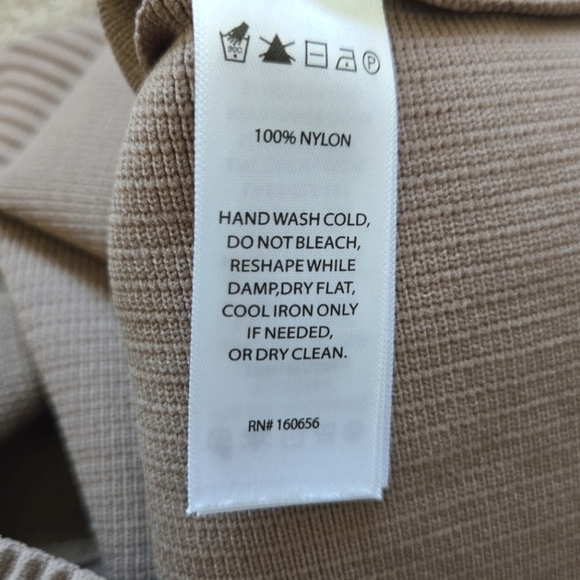 30°C P
100% NYLON
HAND WASH COLD,
DO NOT BLEACH,
RESHAPE WHILE
DAMP,DRY FLAT,
COOL IRON ONLY
IF NEEDED,
OR DRY CLEAN.
RN# 160656